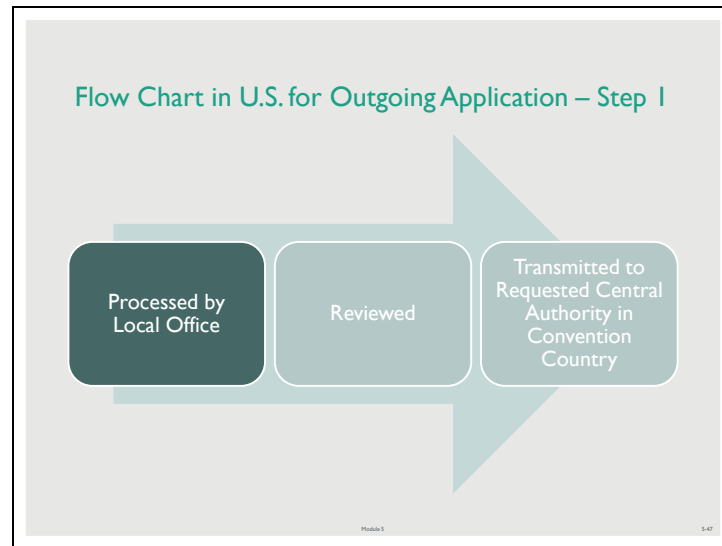 Flow Chart in U.S. for Outgoing Application – Step 1
Processed by
Local Office
Reviewed
Transmitted to
Requested Central
Authority in
Convention
Country
Module 5
5-47